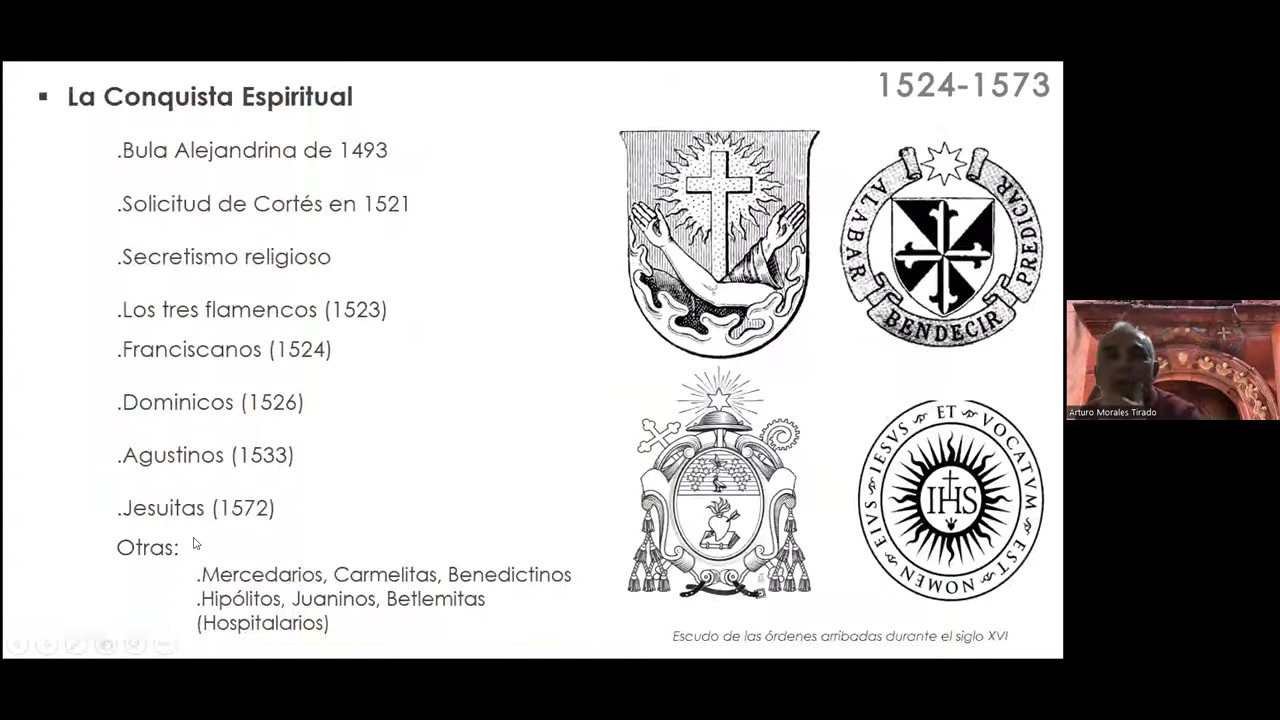 ▪ La Conquista Espiritual
1524-1573
.Bula Alejandrina de 1493
.Solicitud de Cortés en 1521
.Secretismo religioso
.Los tres flamencos (1523)
.Franciscanos (1524)
.Dominicos (1526)
.Agustinos (1533)
.Jesuitas (1572)
Otras:
.Mercedarios, Carmelitas, Benedictinos
.Hipólitos, Juaninos, Betlemitas
(Hospitalarios)
ALABAR
BENDECIR
PREDICAR
EIVS IESVS ET VOCATVM EST NOMEN
IHS
Escudo de las órdenes arribadas durante el siglo XVI
Arturo Morales Tirado